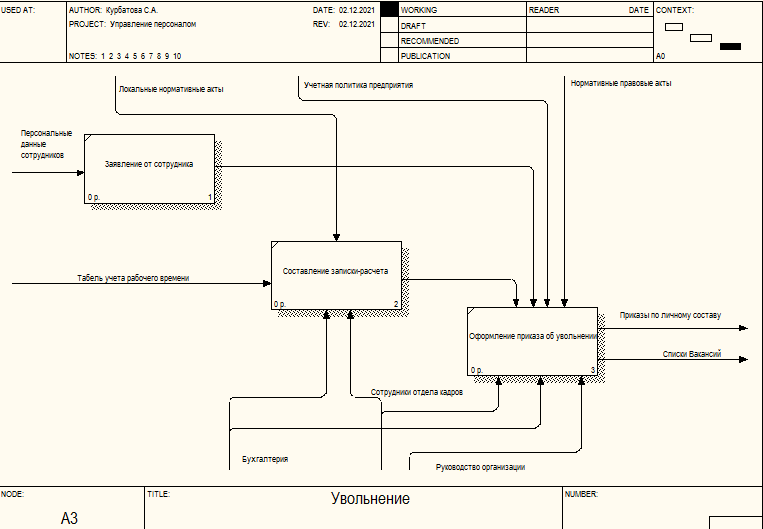 USED AT:
AUTHOR: Курбатова С.А.
DATE: 02.12.2021
WORKING
READER
DATE
CONTEXT:
PROJECT: Управление персоналом
REV: 02.12.2021
DRAFT
RECOMMENDED
NOTES: 1 2 3 4 5 6 7 8 9 10
PUBLICATION
A0
Локальные нормативные акты
Учетная политика предприятия
Нормативные правовые акты
Персональные
данные
сотрудников
Заявление от сотрудника
0 р.
1
Табель учета рабочего времени
Составление записки-расчета
0 р.
2
Оформление приказа об увольнении
0 р.
3
Приказы по личному составу
Списки Вакансий
Сотрудники отдела кадров
Бухгалтерия
Руководство организации
NODE:
A3
TITLE:
Увольнение
NUMBER: